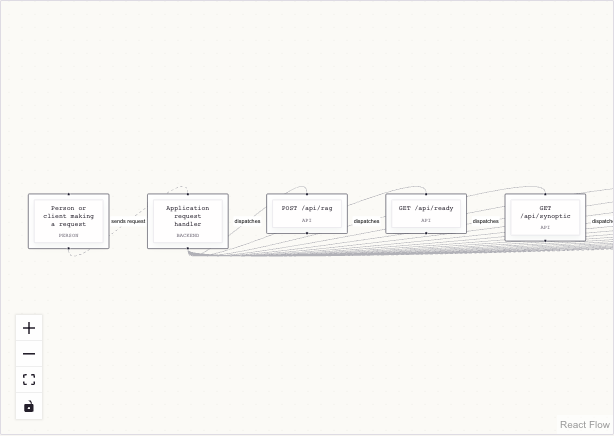 Person or
client making
a request
PERSON
sends request
Application
request
handler
BACKEND
dispatches
POST /api/rag
API
dispatches
GET /api/ready
API
dispatches
GET
/api/synoptic
API
dispatch
React Flow